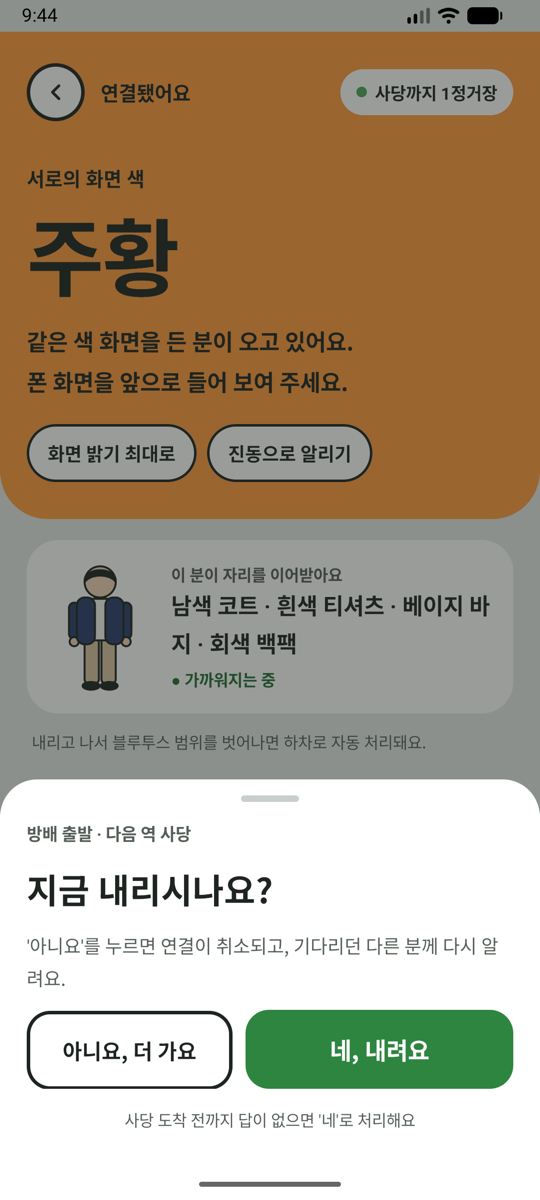 9:44
연결됐어요
사당까지 1정거장
서로의 화면 색
주황
같은 색 화면을 든 분이 오고 있어요.
폰 화면을 앞으로 들어 보여 주세요.
화면 밝기 최대로
진동으로 알리기
이 분이 자리를 이어받아요
남색 코트 · 흰색 티셔츠 · 베이지 바
지 · 회색 백팩
● 가까워지는 중
내리고 나서 블루투스 범위를 벗어나면 하차로 자동 처리돼요.
방배 출발 · 다음 역 사당
지금 내리시나요?
'아니요'를 누르면 연결이 취소되고, 기다리던 다른 분께 다시 알
려요.
아니요, 더 가요
네, 내려요
사당 도착 전까지 답이 없으면 '네'로 처리해요